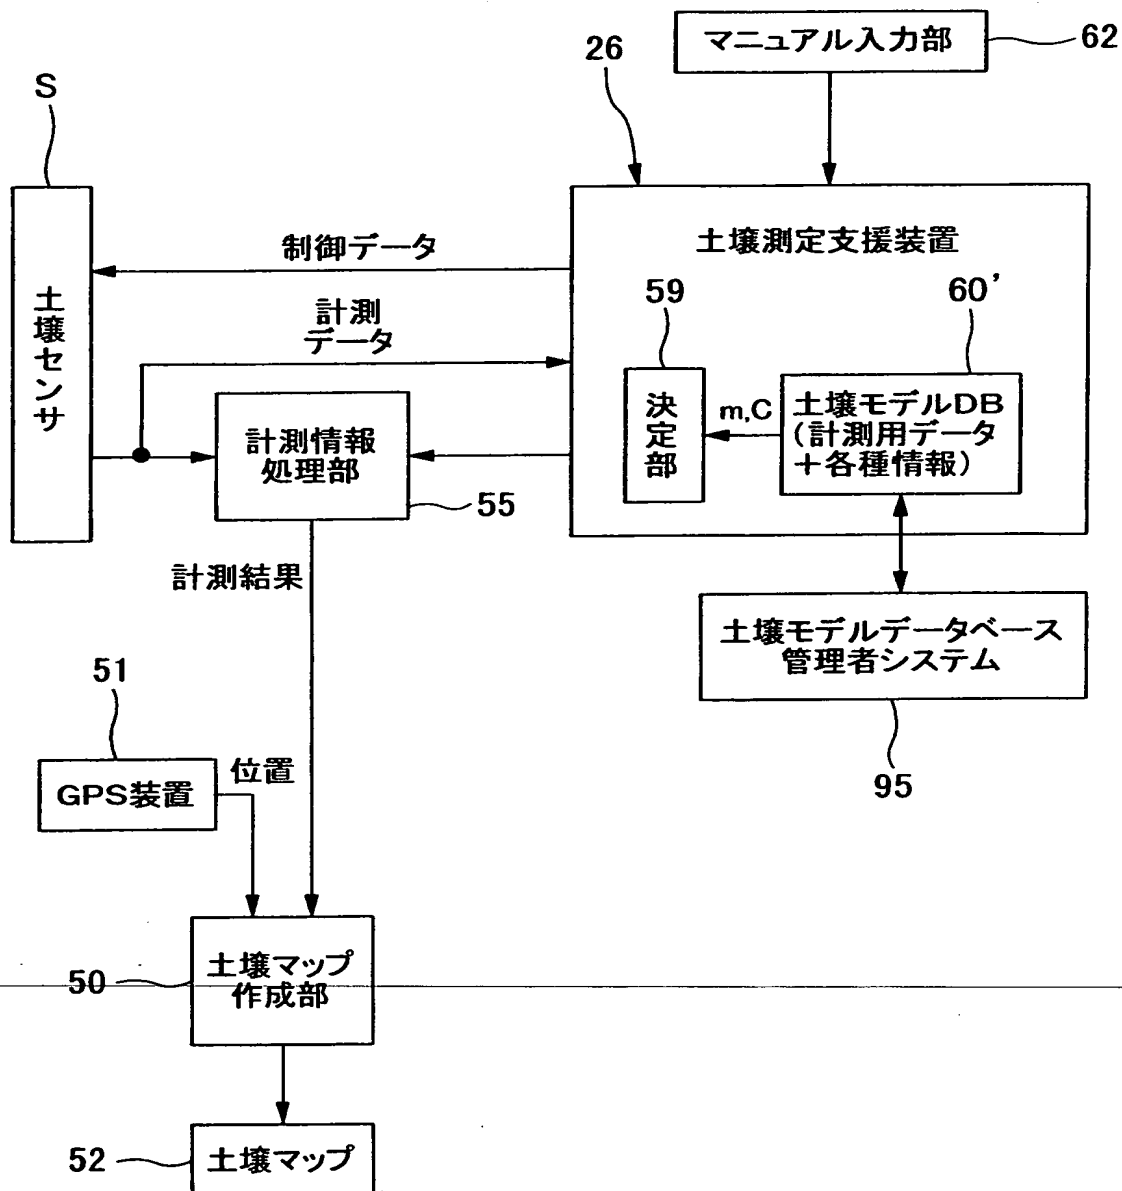 マニュアル入力部
62
26
S
土壌測定支援装置
制御データ
土壌センサ
計測
データ
59
60’
決定部
m,C
土壌モデルDB
(計測用データ
+各種情報)
計測情報
処理部
55
計測結果
土壌モデルデータベース
管理者システム
95
51
GPS装置
位置
50
土壌マップ
作成部
52
土壌マップ